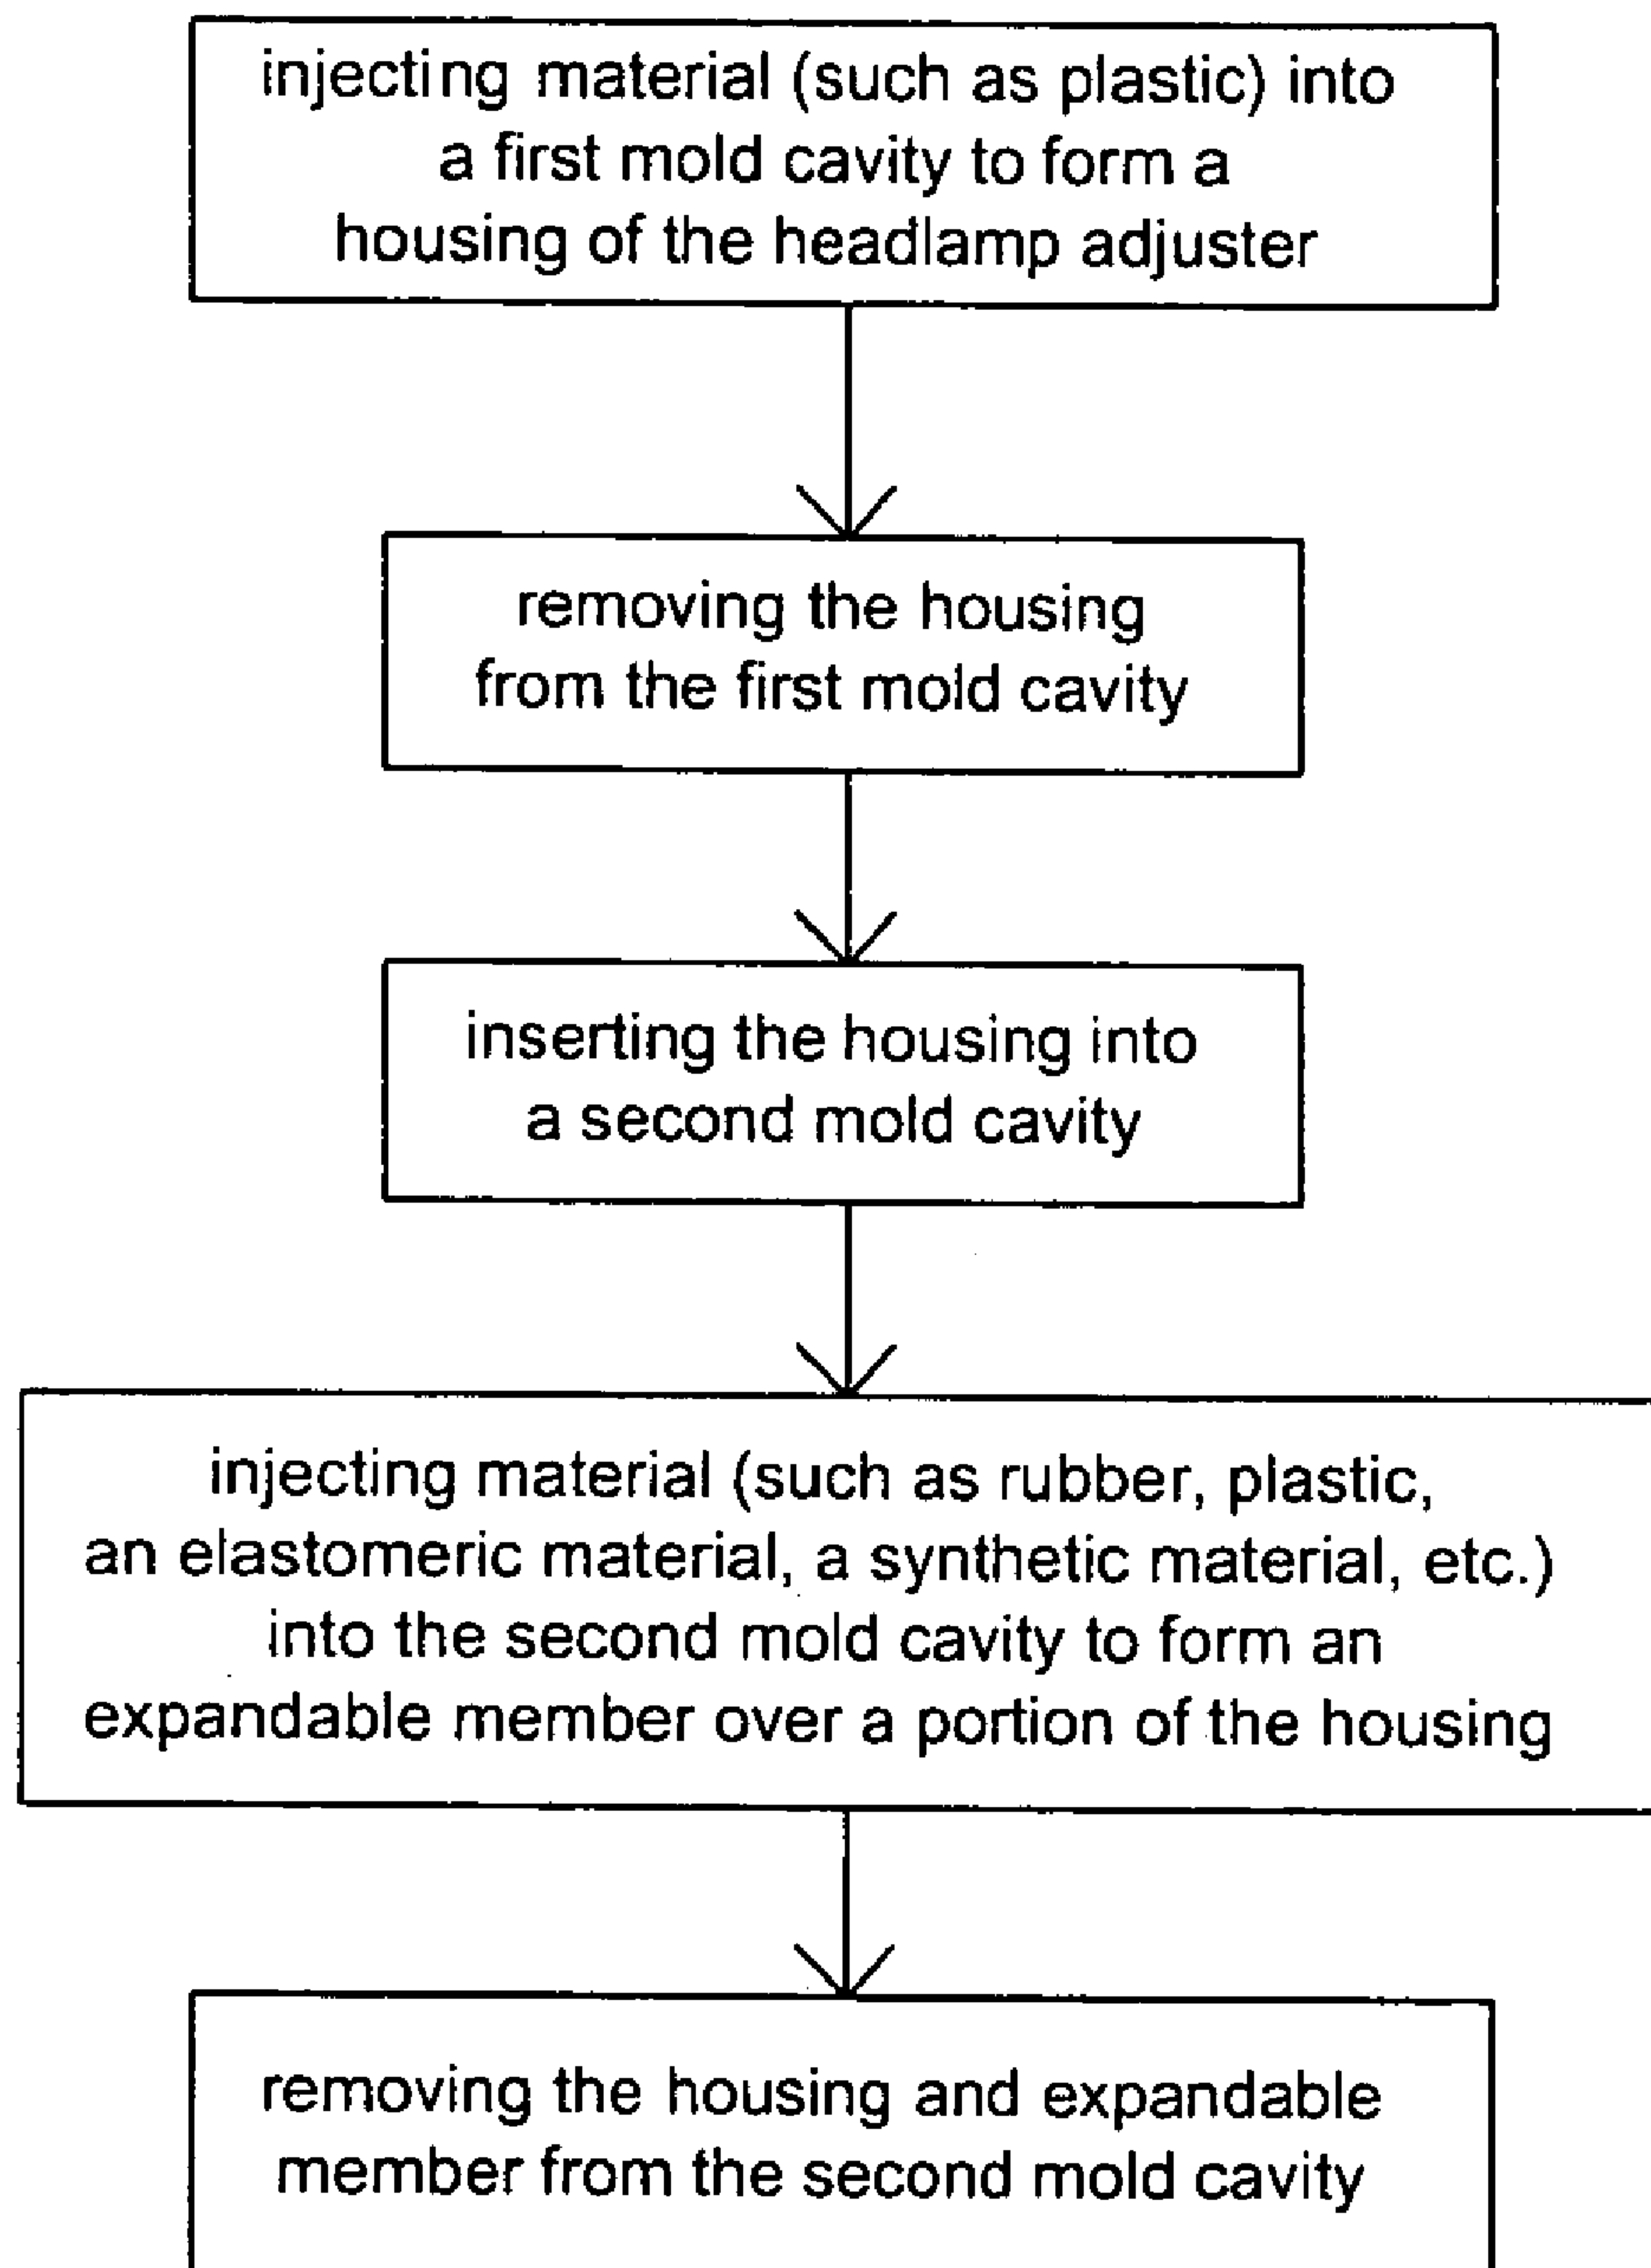 injecting material (such as plastic) into
a first mold cavity to form a
housing of the headlamp adjuster
removing the housing
from the first mold cavity
inserting the housing into
a second mold cavity
injecting material (such as rubber, plastic,
an elastomeric material, a synthetic material, etc.)
into the second mold cavity to form an
expandable member over a portion of the housing
removing the housing and expandable
member from the second mold cavity